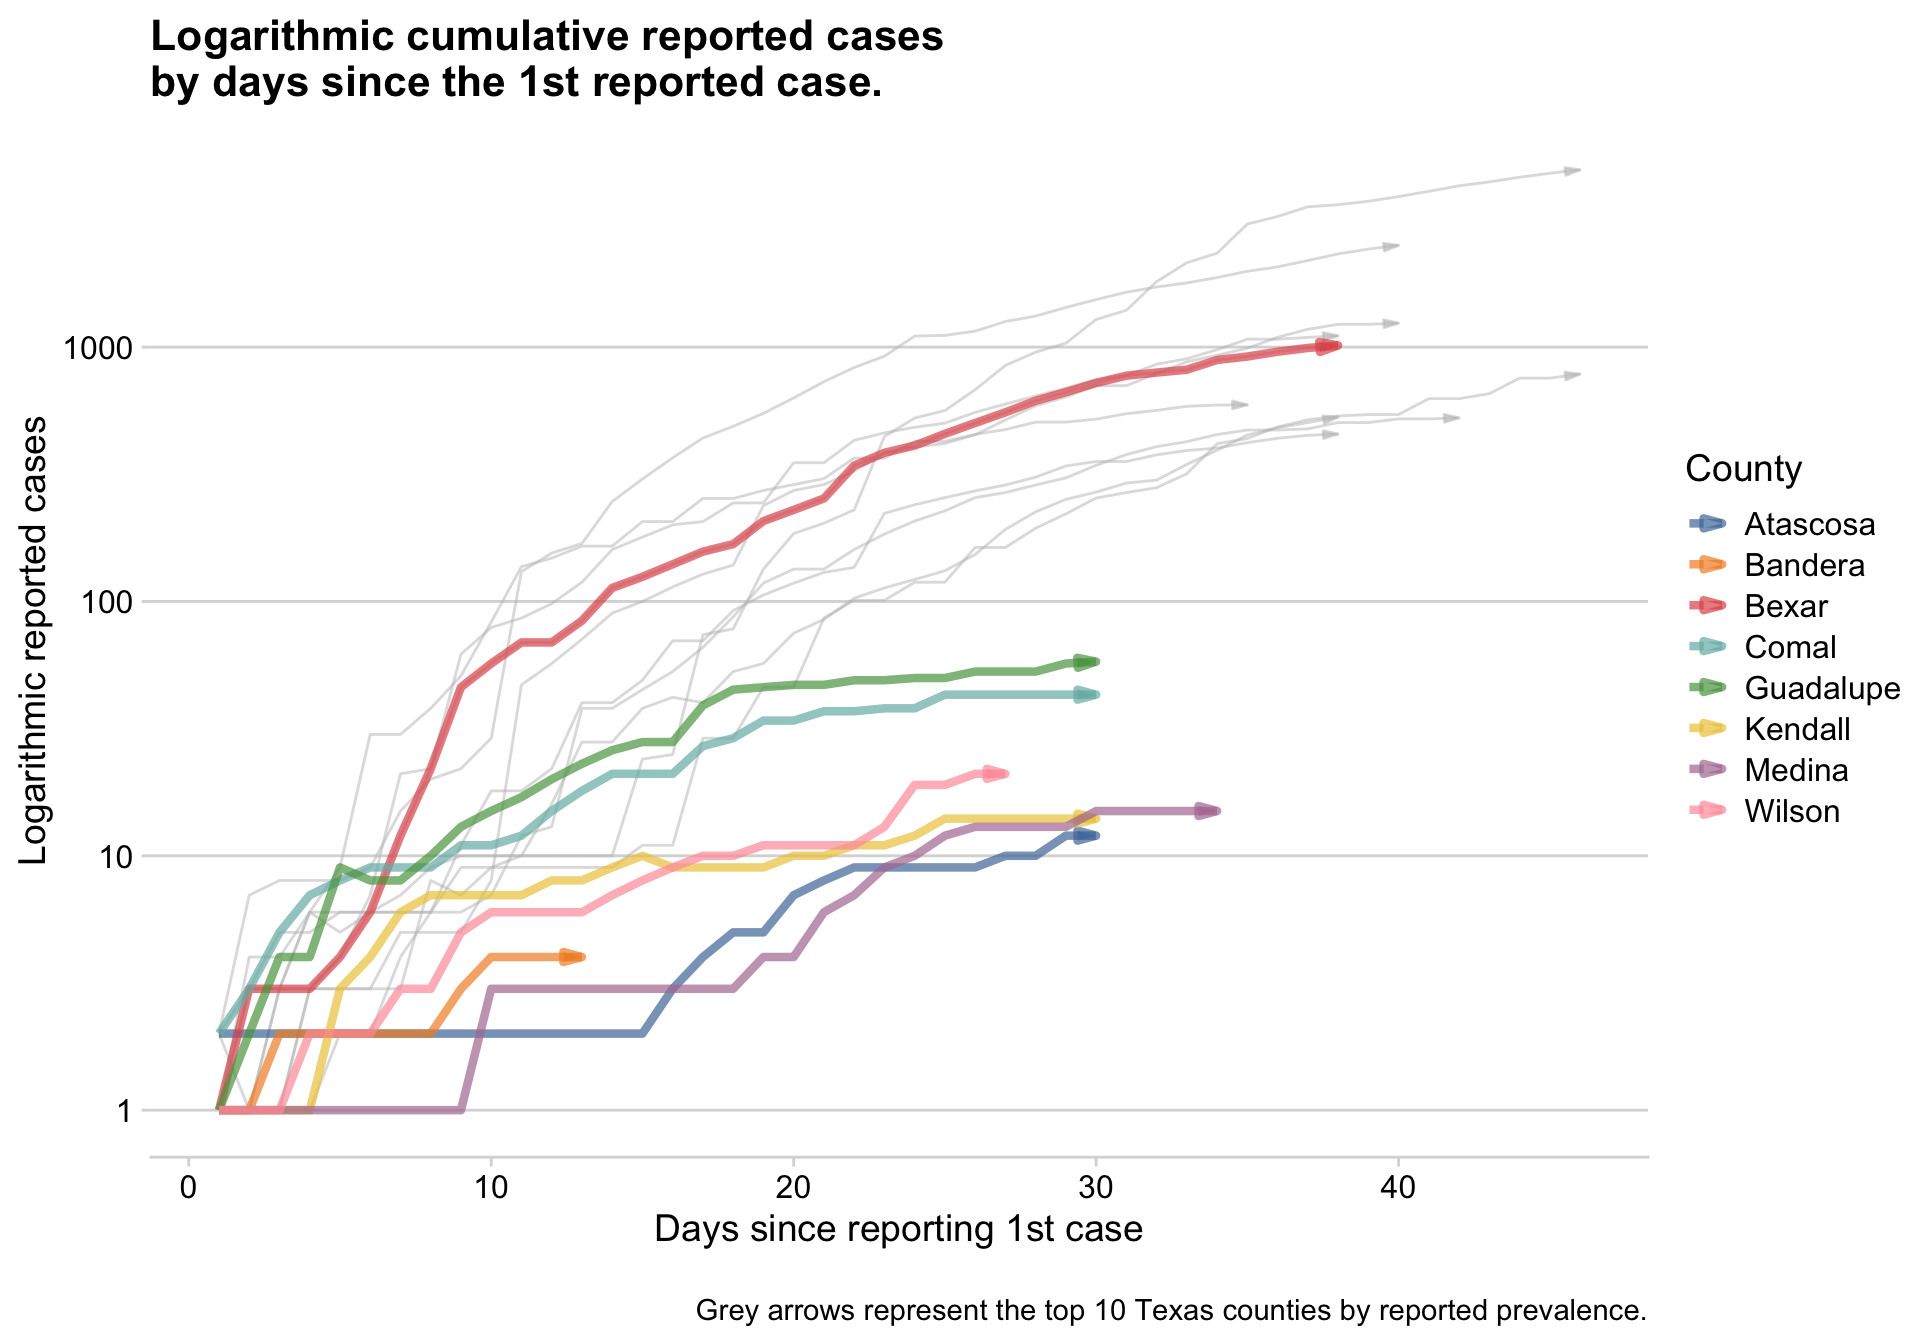 Logarithmic cumulative reported cases
by days since the 1st reported case.
Logarithmic reported cases
1000
100
10
1
0
10
20
30
40
Days since reporting 1st case
County
Atascosa
Bandera
Bexar
Comal
Guadalupe
Kendall
Medina
Wilson
Grey arrows represent the top 10 Texas counties by reported prevalence.